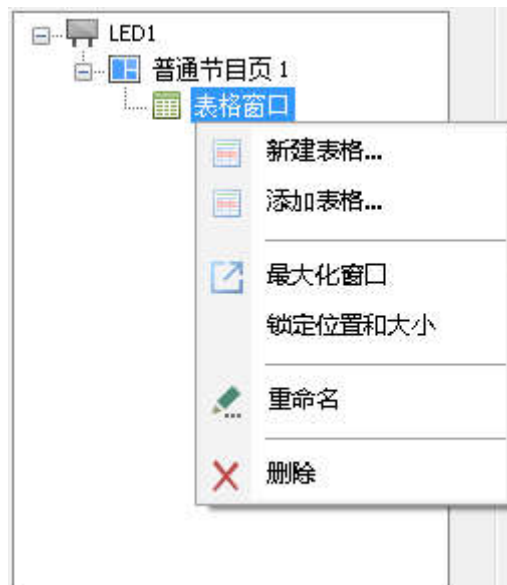 LED1
普通节目页 1
表格窗口
新建表格...
添加表格...
最大化窗口
锁定位置和大小
重命名
删除